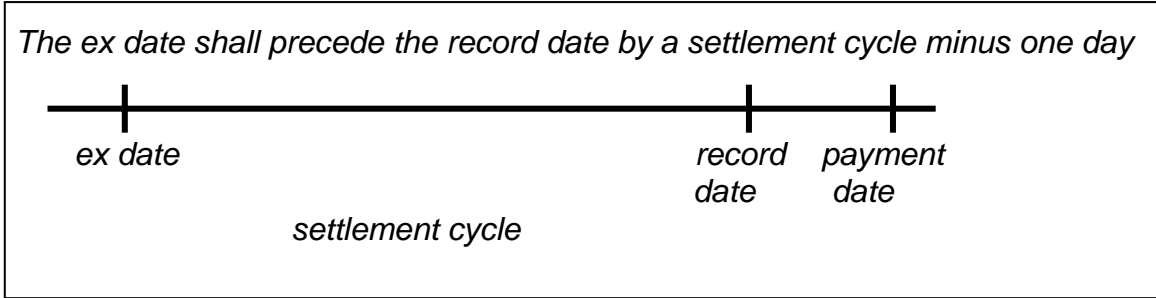 The ex date shall precede the record date by a settlement cycle minus one day
ex date
record
date
payment
date
settlement cycle